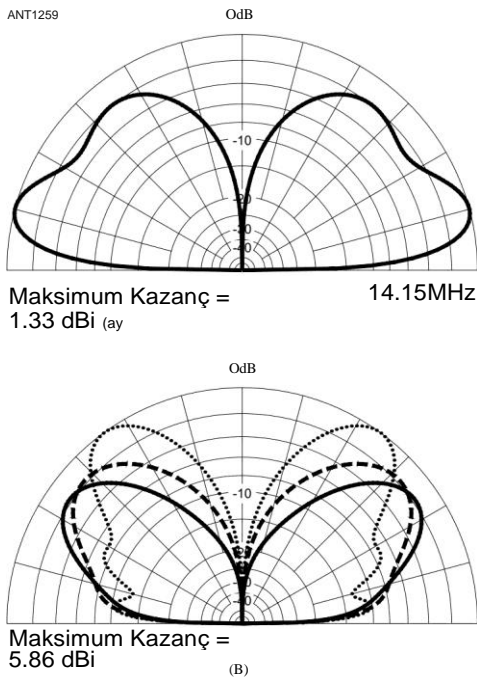 ANT1259
OdB
-10
-20
-30
Maksimum Kazanç =
14.15MHz
1.33 dBi (ay
OdB
-10
Maksimum Kazanç =
5.86 dBi
(B)